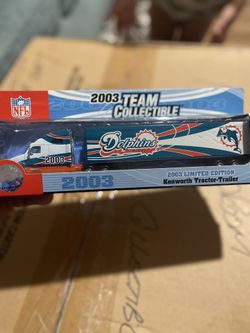 NFL
2003 TEAM
COLLECTIBLE
2003
Dolphins
2003
2003 LIMITED EDITION
Kenworth Tractor-Trailer